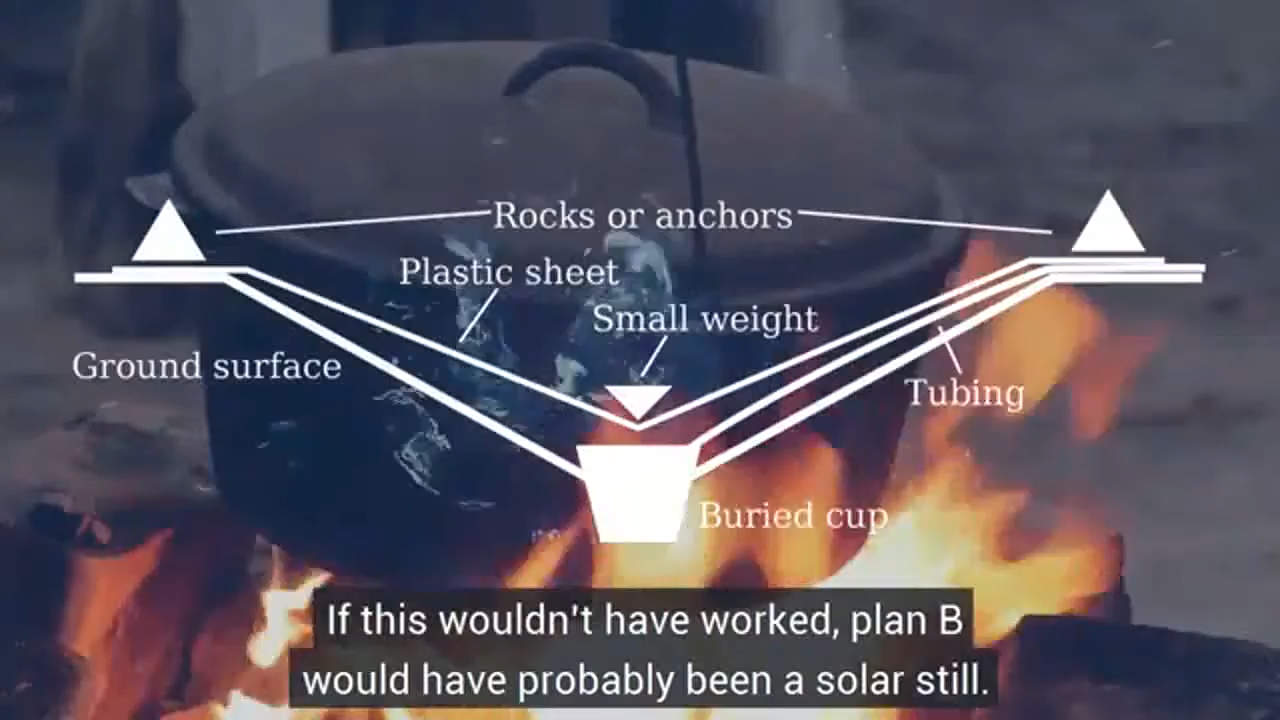 Rocks or anchors
Plastic sheet
Small weight
Ground surface
Tubing
Buried cup
If this wouldn't have worked, plan B
would have probably been a solar still.